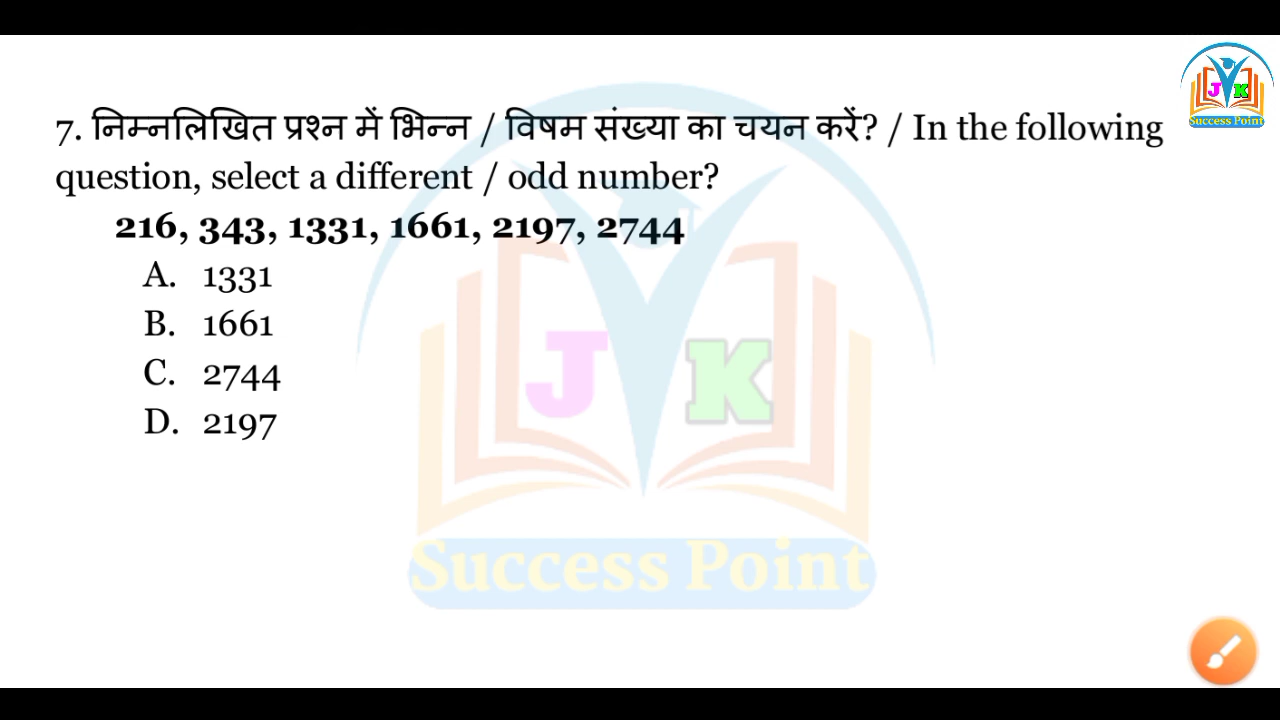 J K
Success Point
7. निम्नलिखित प्रश्न में भिन्न / विषम संख्या का चयन करें? / In the following
question, select a different / odd number?
216, 343, 1331, 1661, 2197, 2744
A. 1331
B. 1661
C. 2744
D. 2197
J K
Success Point